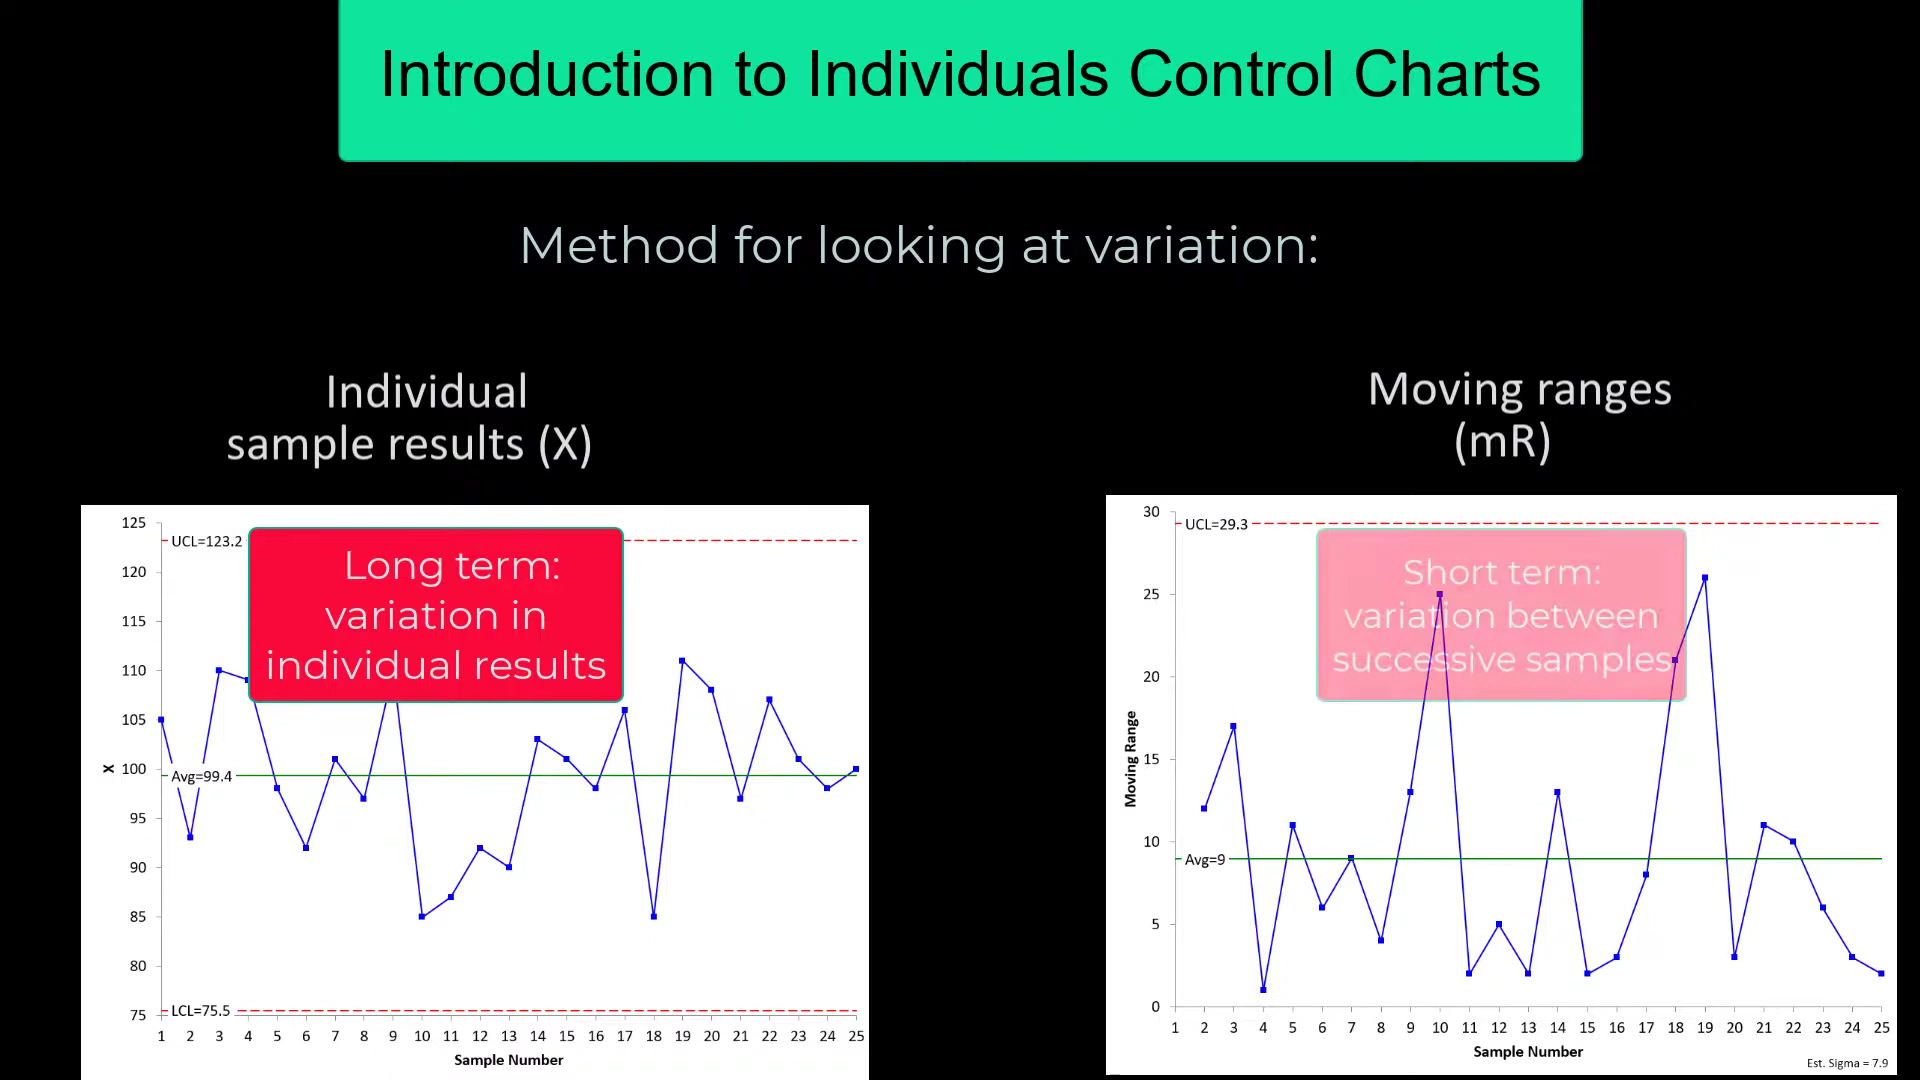 Introduction to Individuals Control Charts
Method for looking at variation:
Individual
sample results (X)
Moving ranges
(mR)
125
120
115
110
105
100
95
90
85
80
75
X
UCL=123.2
Avg=99.4
LCL=75.5
Long term:
variation in
individual results
1 2 3 4 5 6 7 8 9 10 11 12 13 14 15 16 17 18 19 20 21 22 23 24 25
Sample Number
30
25
20
15
10
5
0
Moving Range
UCL=29.3
Avg=9
Short term:
variation between
successive samples
1 2 3 4 5 6 7 8 9 10 11 12 13 14 15 16 17 18 19 20 21 22 23 24 25
Sample Number
Est. Sigma = 7.9